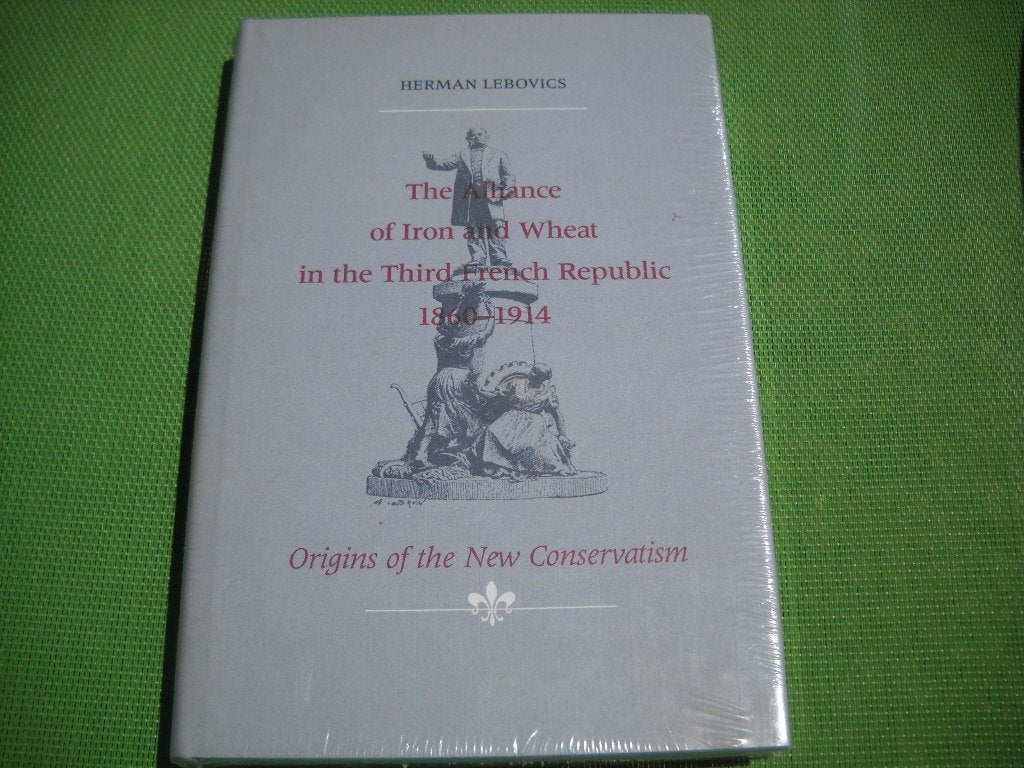 HERMAN LEBOVICS
The Alliance
of Iron and Wheat
in the Third French Republic
1860–1914
Origins of the New Conservatism